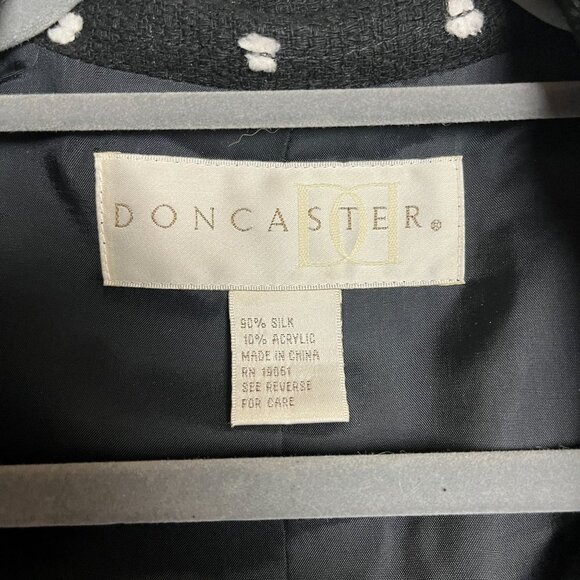 DONCASTER®
90% SILK
10% ACRYLIC
MADE IN CHINA
RN 19061
SEE REVERSE
FOR CARE